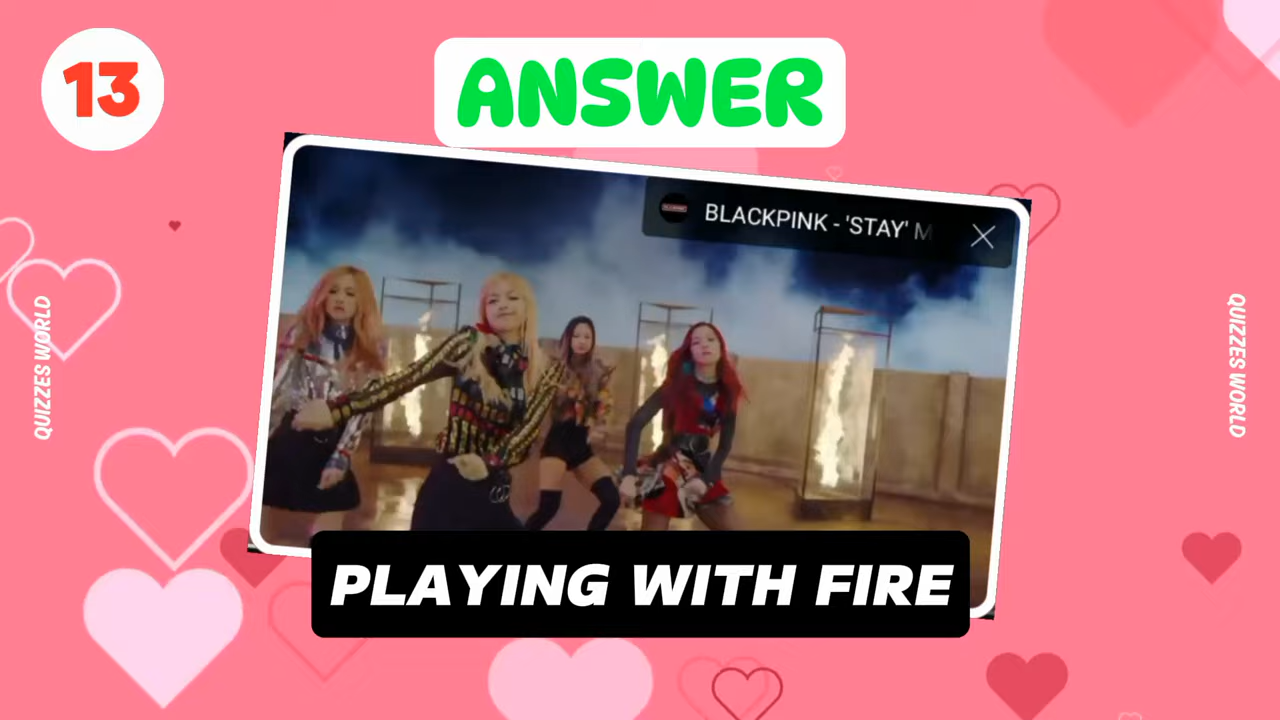 13
ANSWER
BLACKPINK - 'STAY' M
QUIZZES WORLD
QUIZZES WORLD
PLAYING WITH FIRE